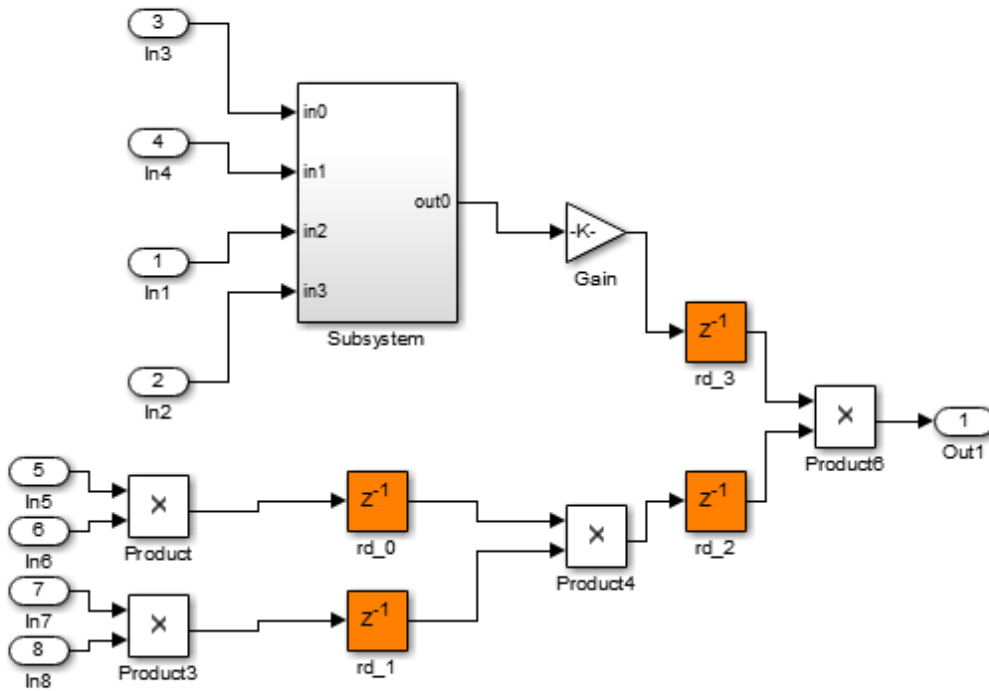 3
In3
4
In4
1
In1
2
In2
in0
in1
in2
in3
out0
Subsystem
-K-
Gain
z⁻¹
rd_3
×
Product6
1
Out1
5
In5
6
In6
7
In7
8
In8
×
Product
×
Product3
z⁻¹
rd_0
z⁻¹
rd_1
×
Product4
z⁻¹
rd_2